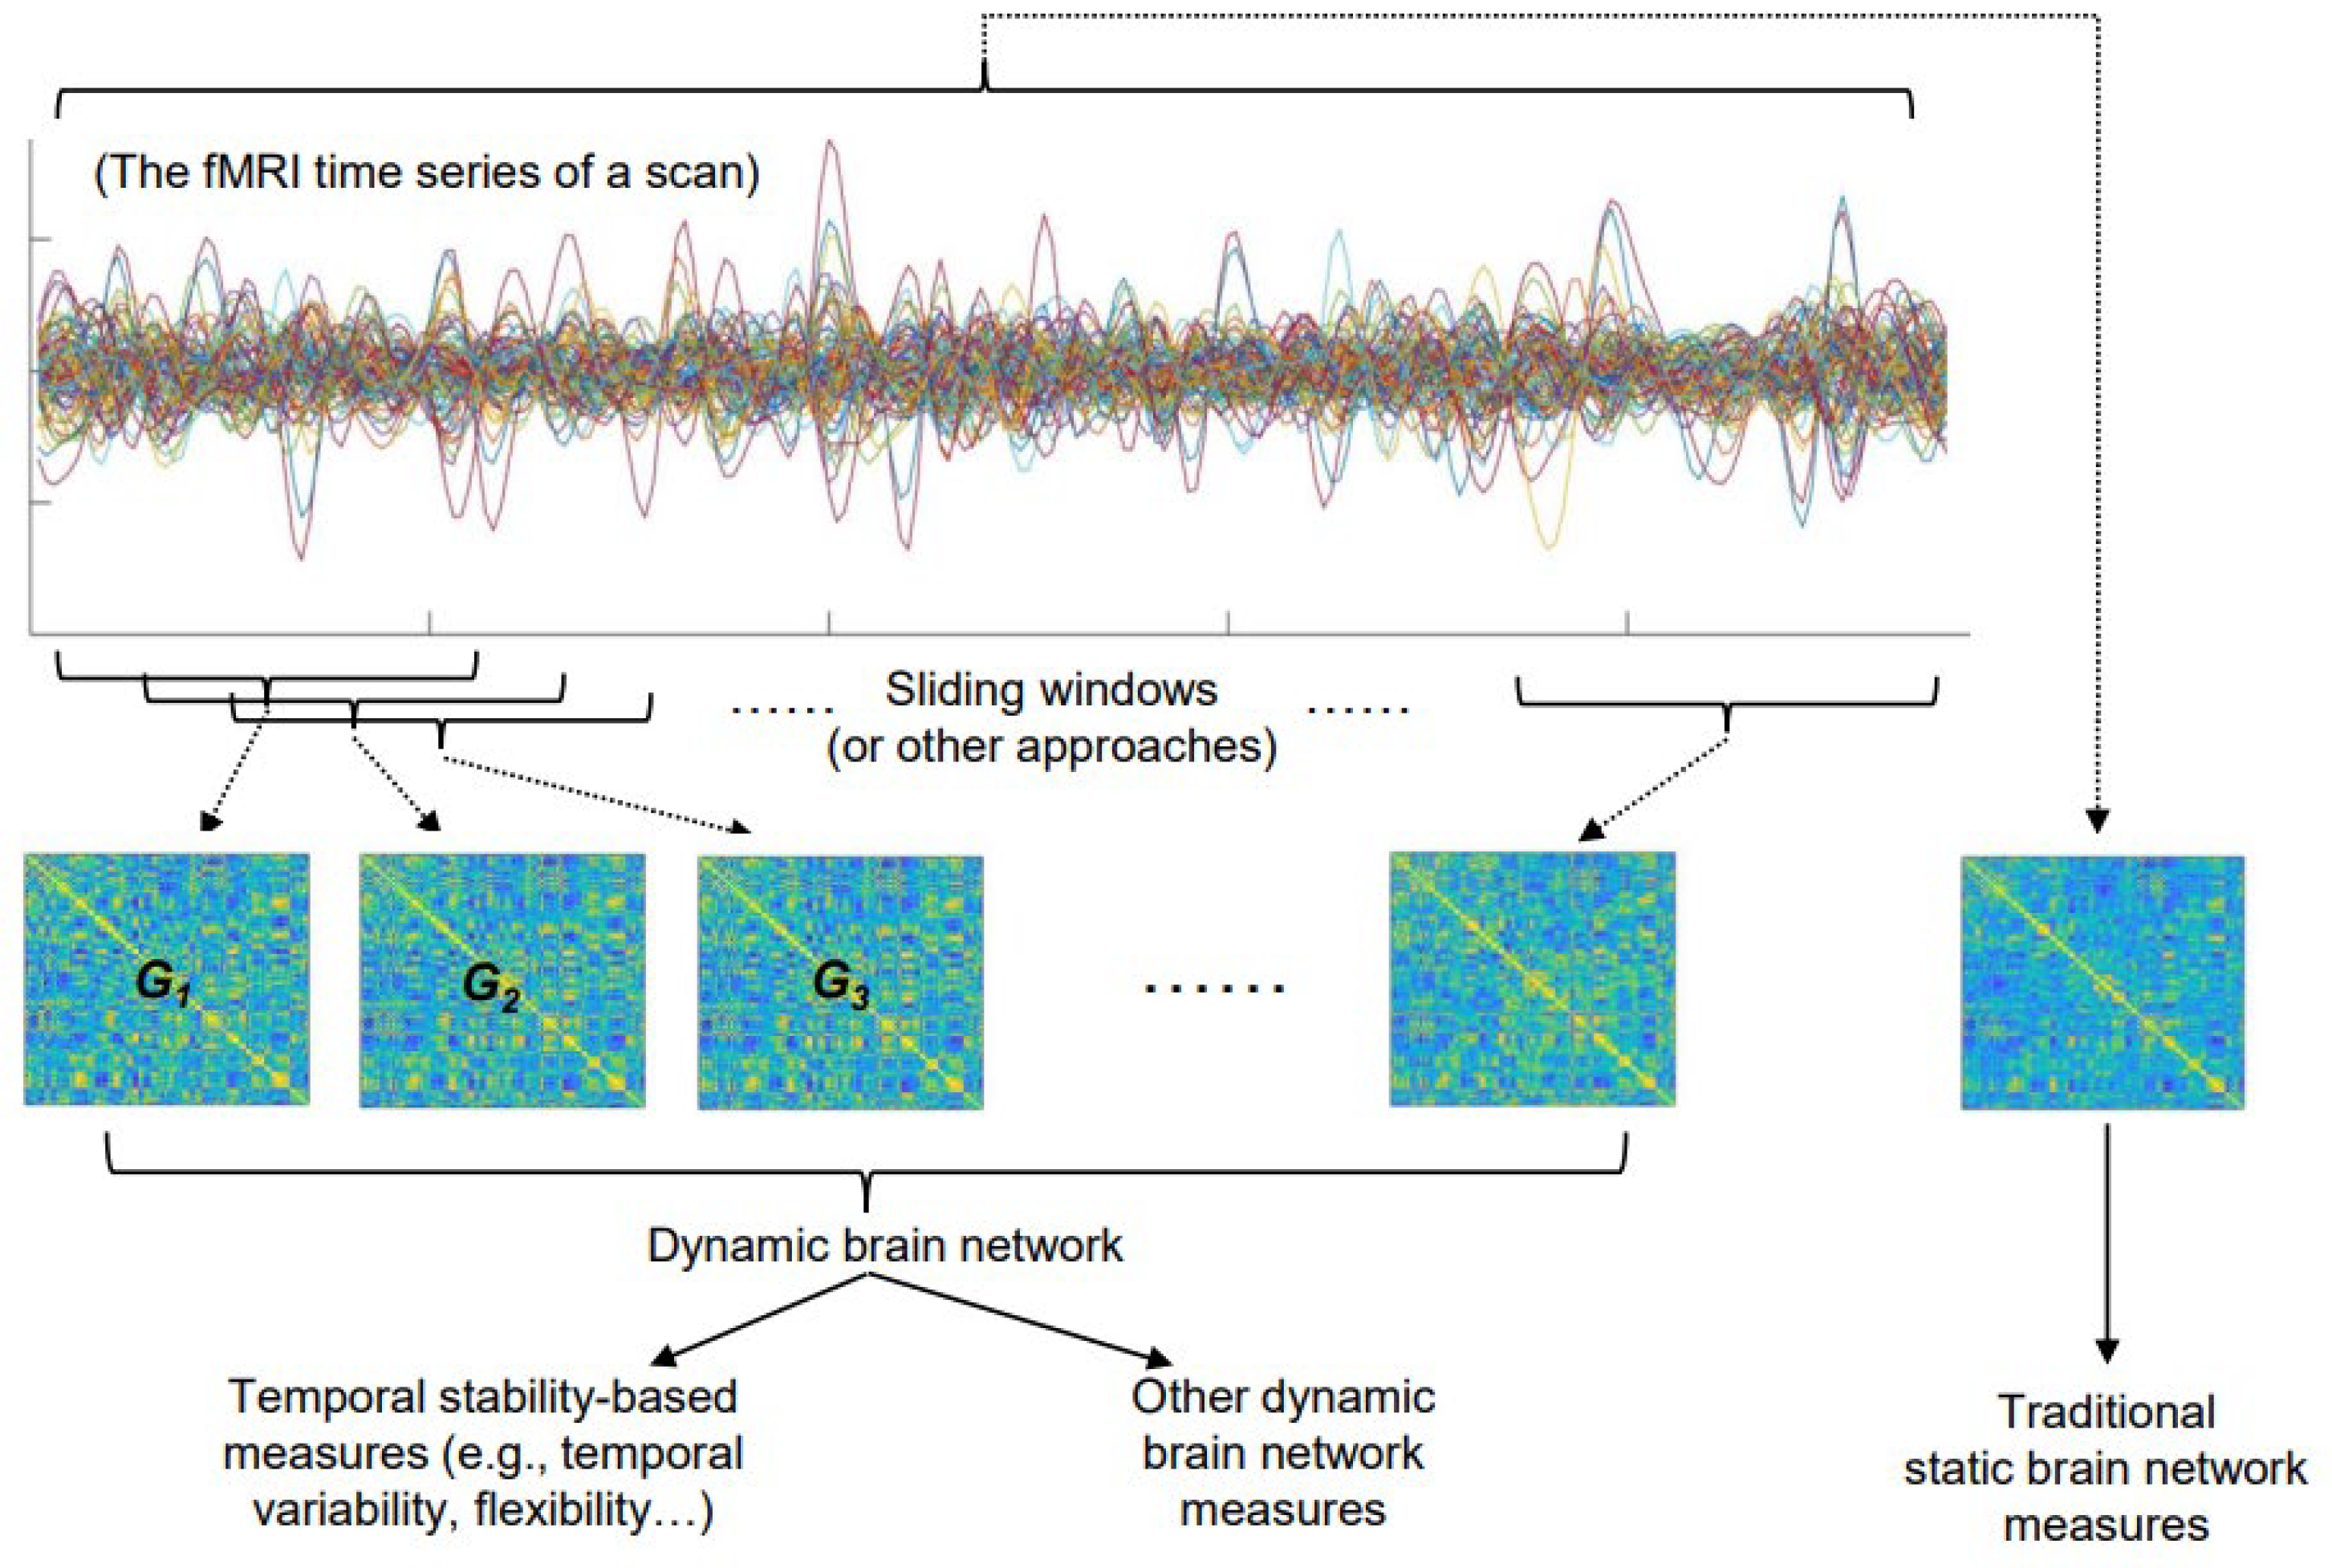 (The fMRI time series of a scan)
...... Sliding windows ......
(or other approaches)
G1
G2
G3
......
Dynamic brain network
Temporal stability-based
measures (e.g., temporal
variability, flexibility…)
Other dynamic
brain network
measures
Traditional
static brain network
measures